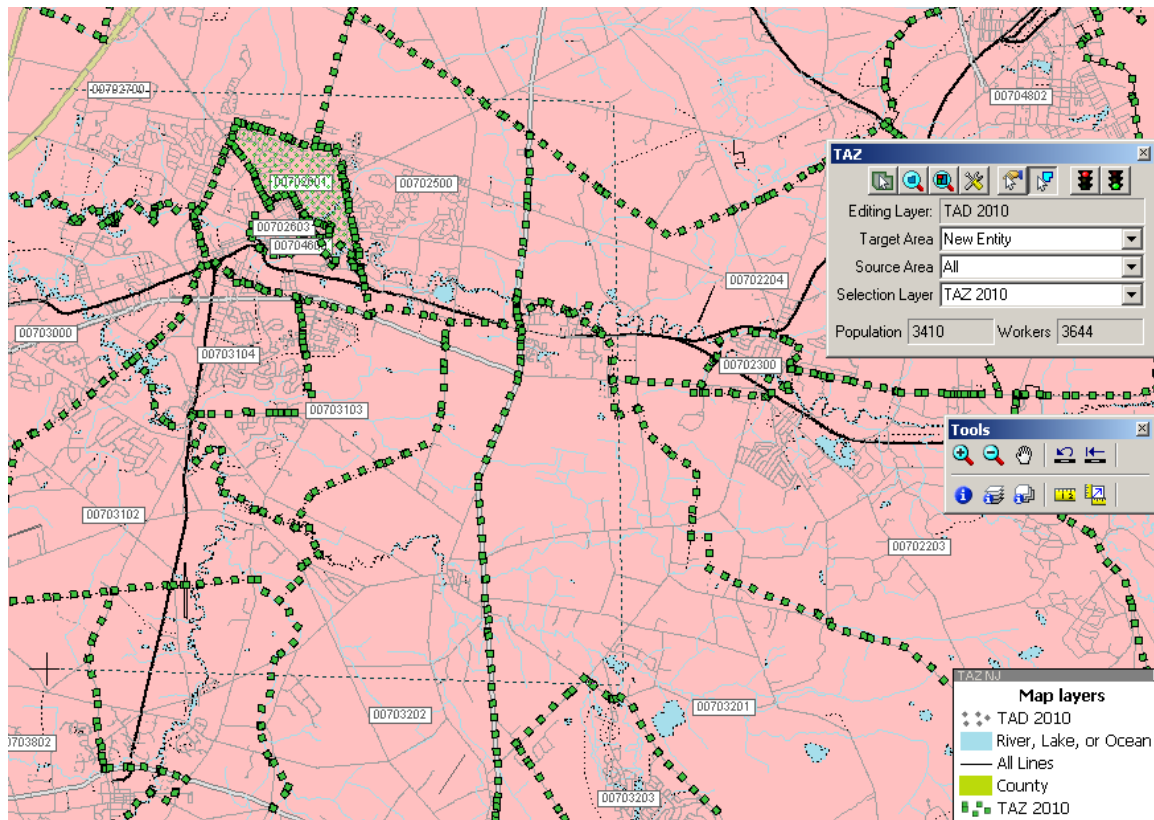 00702700
00704802
TAZ
00702601
00702500
Editing Layer: TAD 2010
Target Area New Entity
00702603
Source Area All
00702204
Selection Layer TAZ 2010
00703000
Population 3410 Workers 3644
00703104
00702300
00703103
Tools
00703102
00702203
TAZ NJ
Map layers
TAD 2010
00703202
00703201
River, Lake, or Ocean
All Lines
County
00703203
TAZ 2010